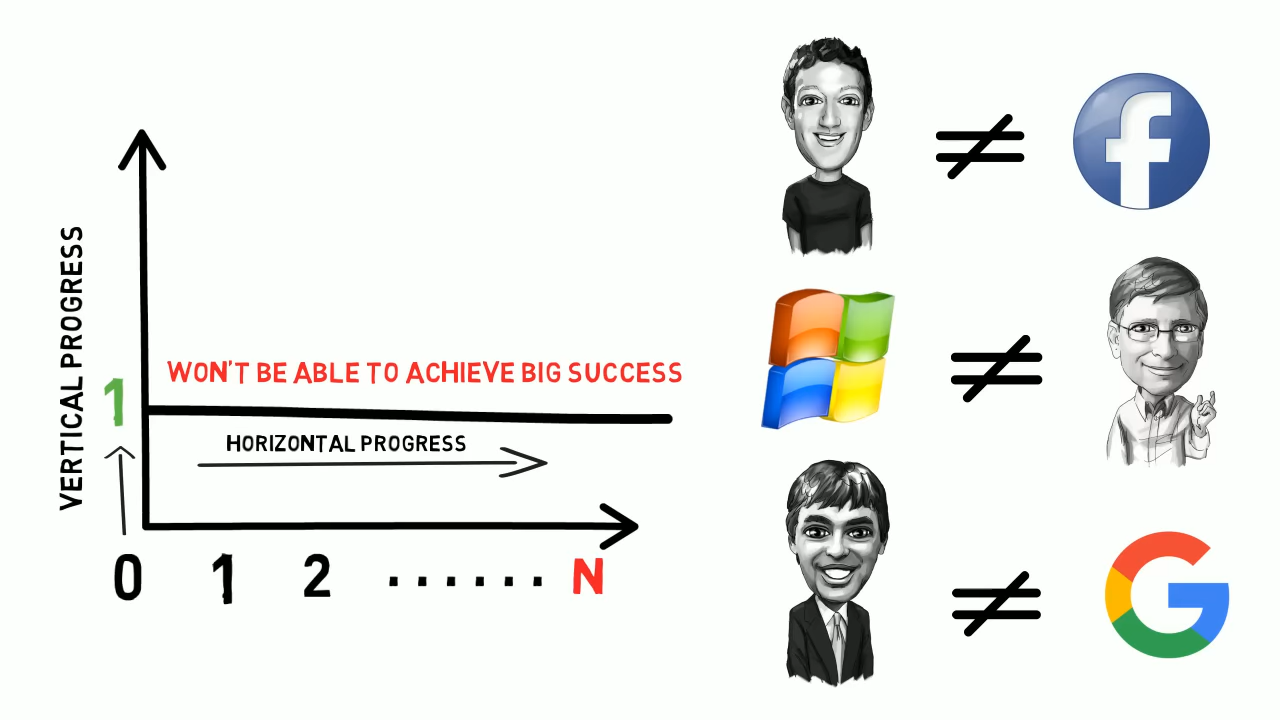 VERTICAL PROGRESS
1
WON'T BE ABLE TO ACHIEVE BIG SUCCESS
HORIZONTAL PROGRESS
0 1 2 ...... N
≠ f
≠
≠ G